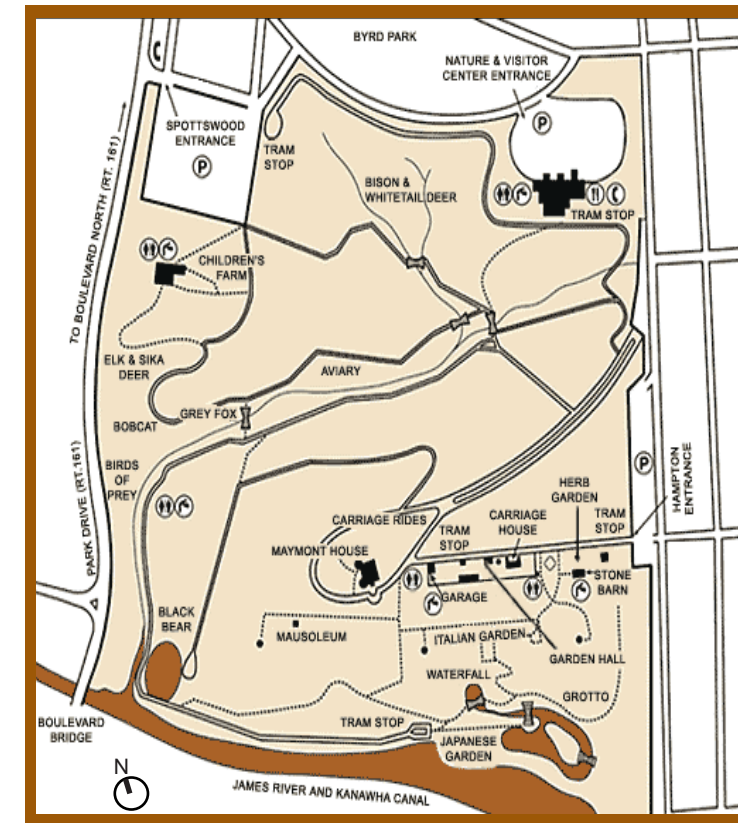 BYRD PARK
NATURE & VISITOR
CENTER ENTRANCE
P
SPOTTSWOOD
ENTRANCE
P
TO BOULEVARD NORTH (RT. 161)
TRAM
STOP
BISON &
WHITETAIL DEER
TRAM STOP
CHILDREN'S
FARM
ELK & SIKA
DEER
AVIARY
GREY FOX
BOBCAT
BIRDS
OF
PREY
PARK DRIVE (RT.161)
P
HAMPTON
ENTRANCE
HERB
GARDEN
CARRIAGE RIDES
TRAM
STOP
CARRIAGE
HOUSE
TRAM
STOP
MAYMONT HOUSE
GARAGE
STONE
BARN
BLACK
BEAR
MAUSOLEUM
ITALIAN GARDEN
GARDEN HALL
WATERFALL
GROTTO
BOULEVARD
BRIDGE
TRAM STOP
JAPANESE
GARDEN
N
JAMES RIVER AND KANAWHA CANAL